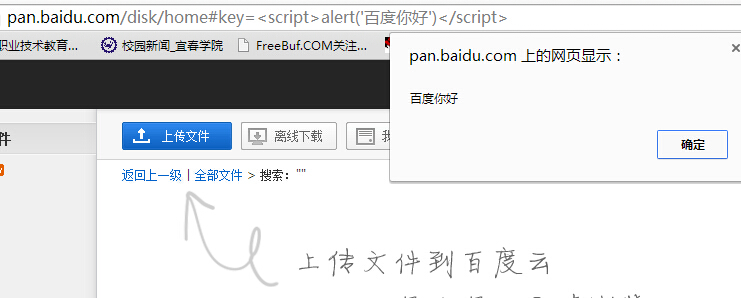 pan.baidu.com/disk/home#key=<script>alert('百度你好')</script>
职业技术教育...
校园新闻_宜春学院
FreeBuf.COM关注...
pan.baidu.com 上的网页显示：
百度你好
确定
件
上传文件
离线下载
返回上一级 | 全部文件 > 搜索: ""
上传文件到百度云